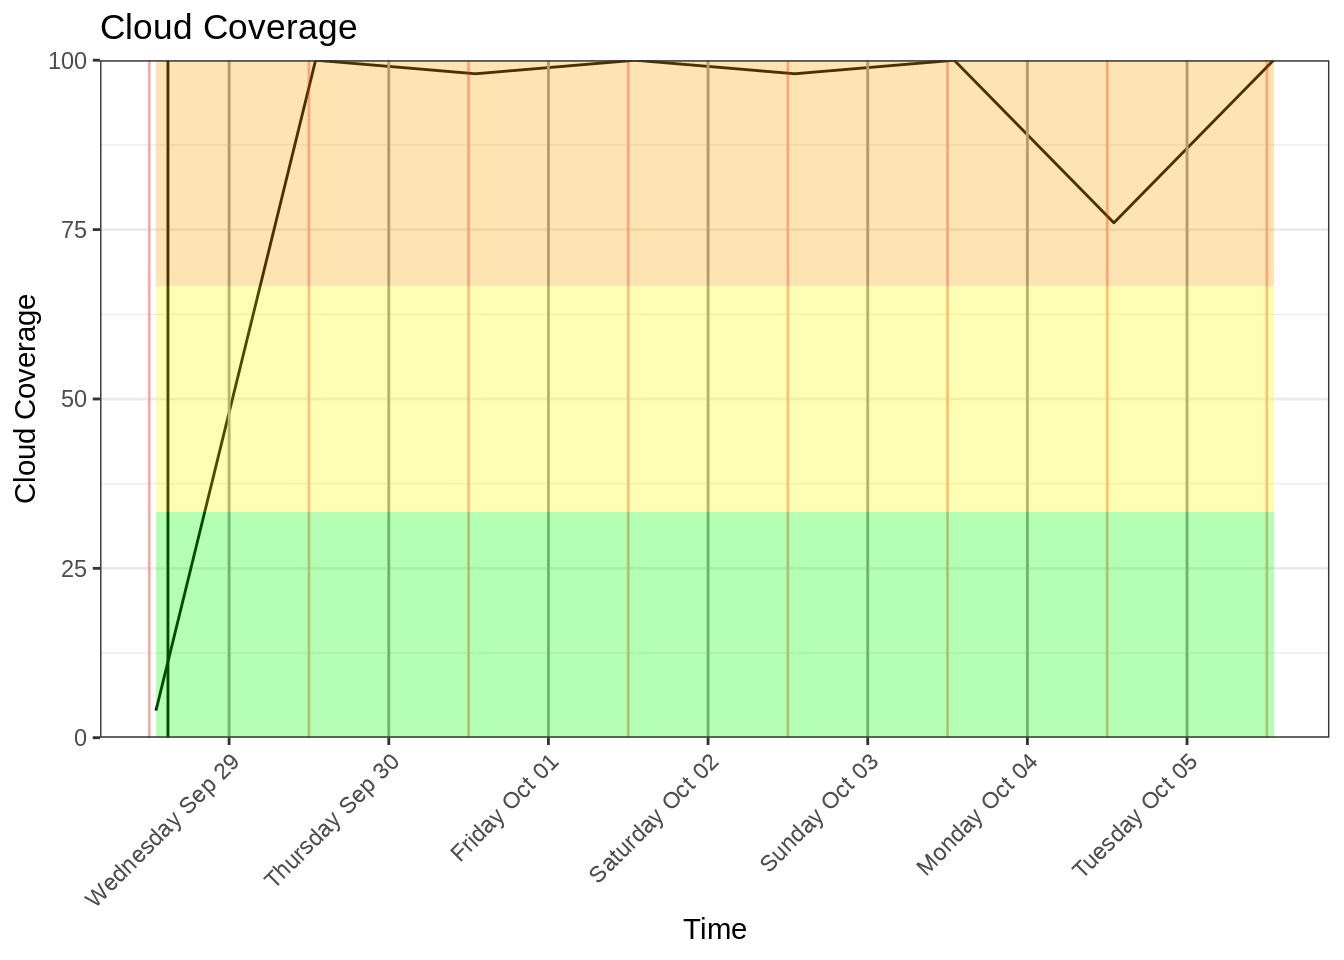 Cloud Coverage
100
75
50
25
0
Cloud Coverage
Wednesday Sep 29
Thursday Sep 30
Friday Oct 01
Saturday Oct 02
Sunday Oct 03
Monday Oct 04
Tuesday Oct 05
Time